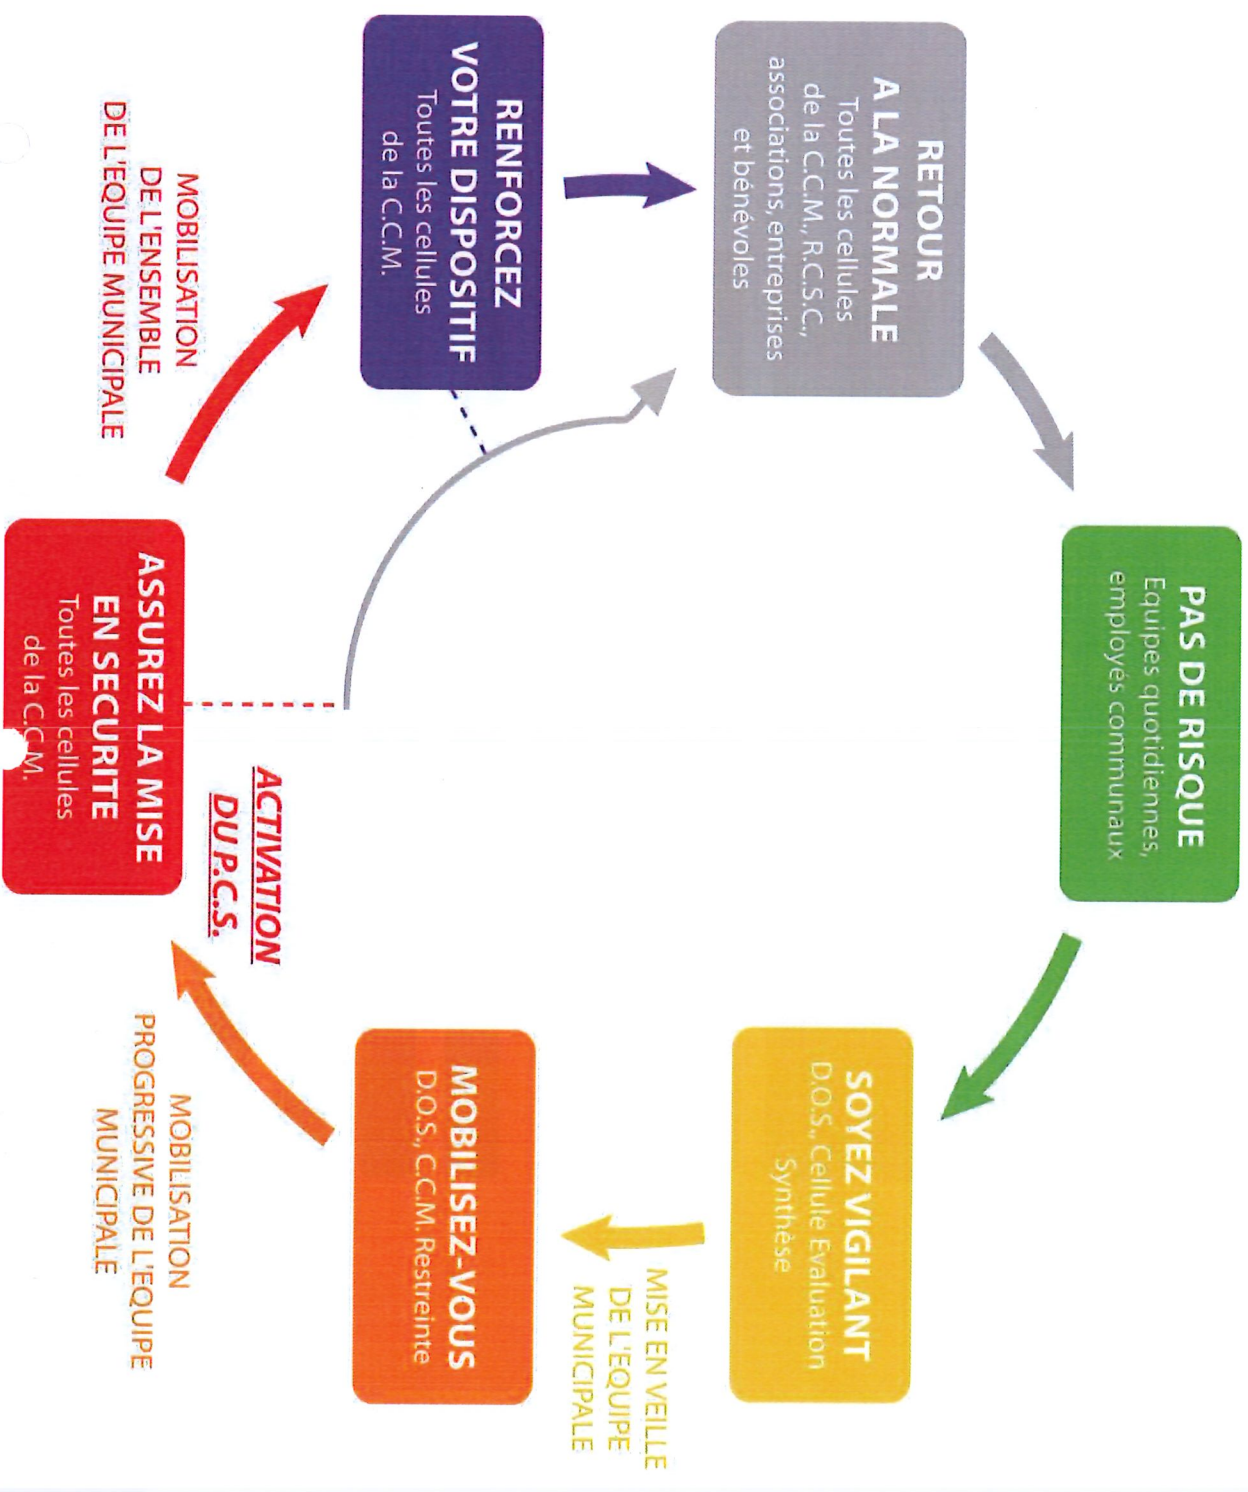 PAS DE RISQUE
Equipes quotidiennes,
employés communaux
SOYEZ VIGILANT
D.O.S., Cellule Evaluation
Synthèse
MISE EN VEILLE
DE L'EQUIPE
MUNICIPALE
MOBILISEZ-VOUS
D.O.S., C.C.M. Restreinte
MOBILISATION
PROGRESSIVE DE L'EQUIPE
MUNICIPALE
ACTIVATION
DU P.C.S.
ASSUREZ LA MISE
EN SECURITE
Toutes les cellules
de la C.C.M.
MOBILISATION
DE L'ENSEMBLE
DE L'EQUIPE MUNICIPALE
RENFORCEZ
VOTRE DISPOSITIF
Toutes les cellules
de la C.C.M.
RETOUR
A LA NORMALE
Toutes les cellules
de la C.C.M., R.C.S.C.,
associations, entreprises
et bénévoles